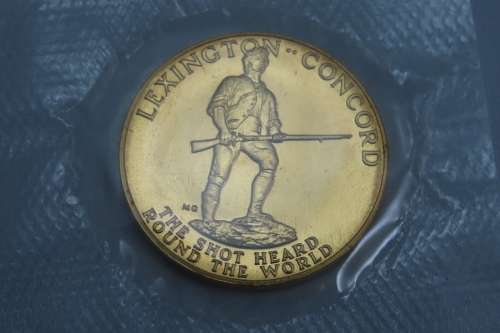 LEXINGTON·· CONCORD
MG
THE SHOT HEARD
ROUND THE WORLD